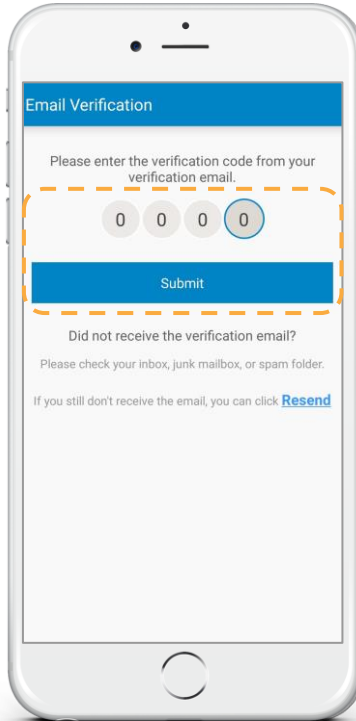 Email Verification
Please enter the verification code from your
verification email.
0 0 0 0
Submit
Did not receive the verification email?
Please check your inbox, junk mailbox, or spam folder.
If you still don't receive the email, you can click Resend